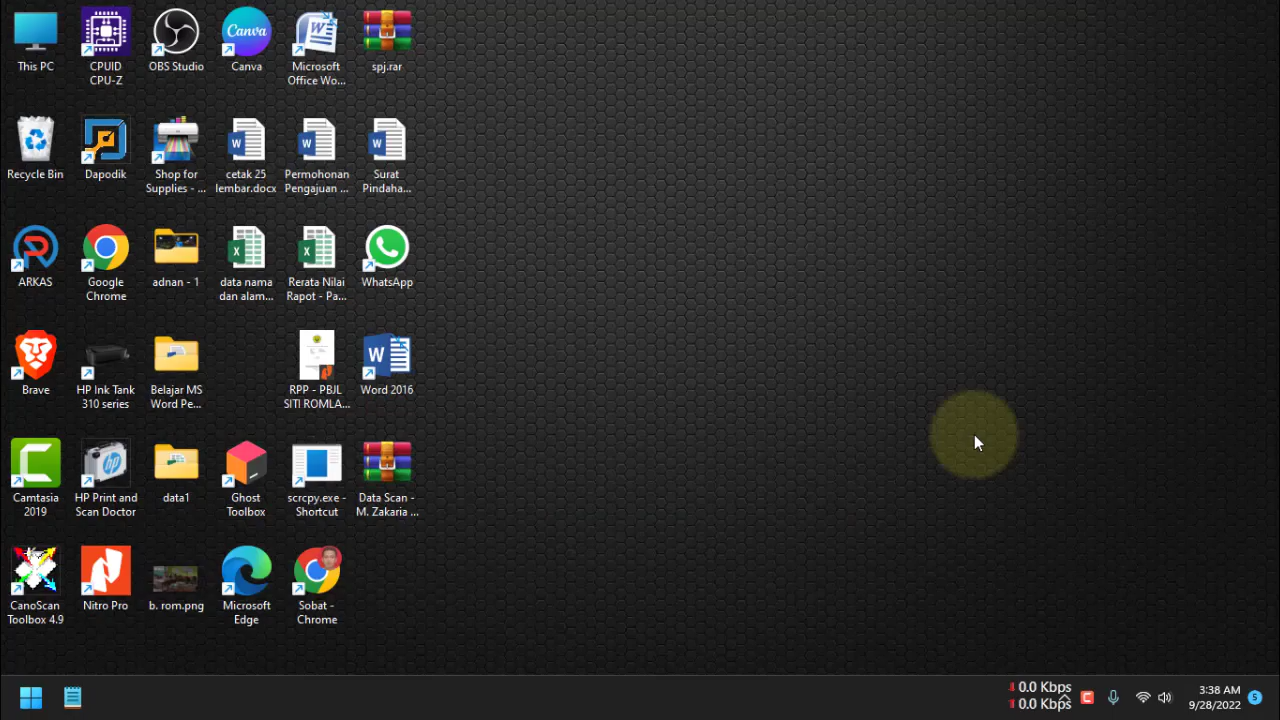 This PC
CPUID
CPU-Z
OBS Studio
Canva
Canva
Microsoft
Office Wo...
spj.rar
Recycle Bin
Dapodik
Shop for
Supplies - ...
cetak 25
lembar.docx
Permohonan
Pengajuan ...
Surat
Pindaha...
ARKAS
Google
Chrome
adnan - 1
data nama
dan alam...
Rerata Nilai
Rapot - Pa...
WhatsApp
Brave
HP Ink Tank
310 series
Belajar MS
Word Pe...
RPP - PBJL
SITI ROMLA...
Word 2016
Camtasia
2019
HP Print and
Scan Doctor
data1
Ghost
Toolbox
scrcpy.exe -
Shortcut
Data Scan -
M. Zakaria ...
CanoScan
Toolbox 4.9
Nitro Pro
b. rom.png
Microsoft
Edge
Sobat -
Chrome
0.0 Kbps
0.0 Kbps
3:38 AM
9/28/2022
5